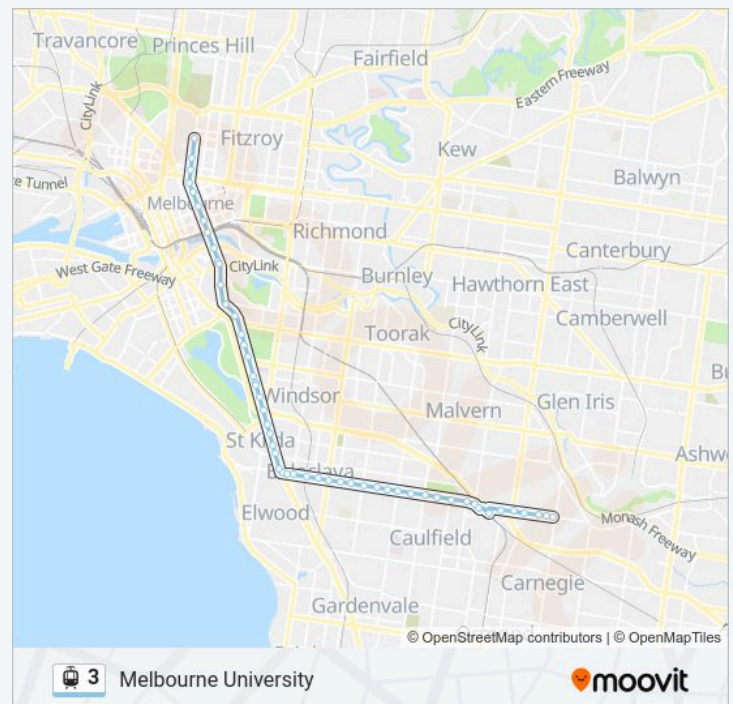 Travancore
Princes Hill
Fairfield
CityLink
Eastern Freeway
Fitzroy
Kew
Balwyn
e Tunnel
Melbourne
Richmond
Canterbury
West Gate Freeway
CityLink
Burnley
Hawthorn East
Camberwell
Toorak
CityLink
Bu
Windsor
Malvern
Glen Iris
St Kilda
Ashw
Balaclava
Elwood
Monash Freeway
Caulfield
Carnegie
Gardenvale
© OpenStreetMap contributors | © OpenMapTiles
3 Melbourne University
moovit